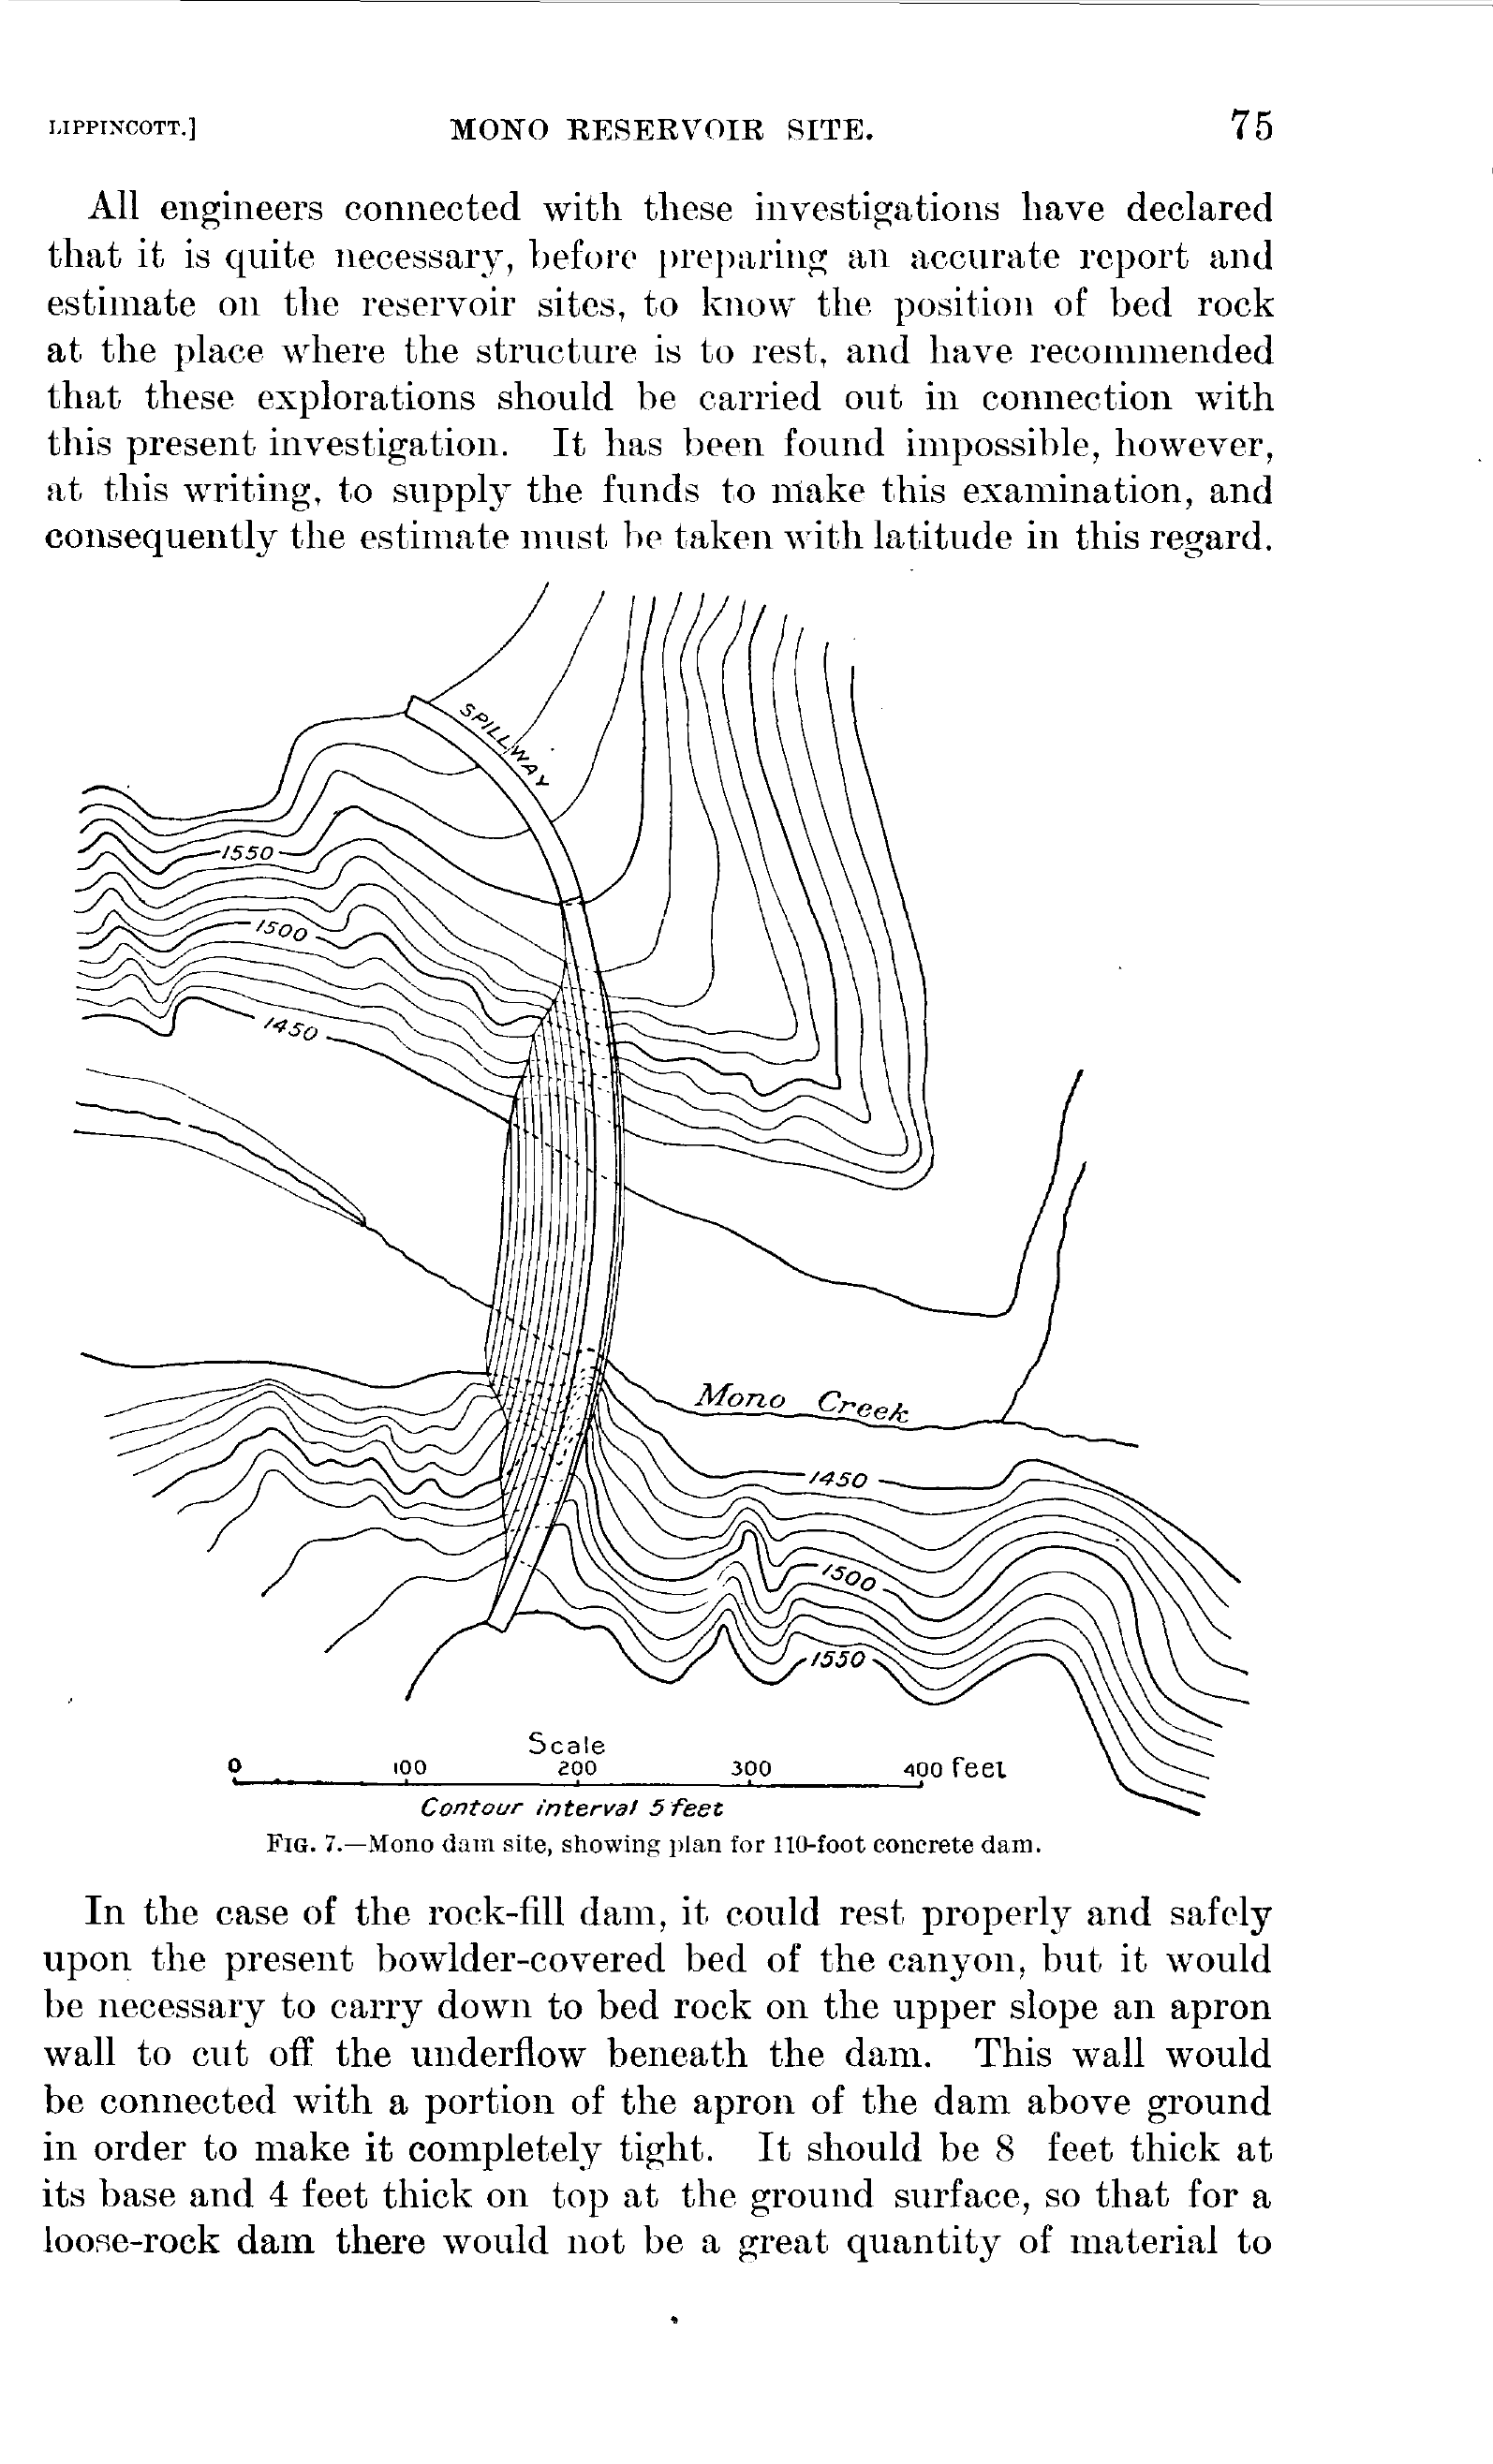 LIPPINCOTT.] MONO RESERVOIR SITE. 75
All engineers connected with these investigations have declared
that it is quite necessary, before preparing an accurate report and
estimate on the reservoir sites, to know the position of bed rock
at the place where the structure is to rest, and have recommended
that these explorations should be carried out in connection with
this present investigation. It has been found impossible, however,
at this writing, to supply the funds to make this examination, and
consequently the estimate must be taken with latitude in this regard.
SPILLWAY
1550
1500
1450
Mono Creek
1450
1500
1550
Scale
0 100 200 300 400 feet
Contour interval 5 feet
FIG. 7.—Mono dam site, showing plan for 110-foot concrete dam.
In the case of the rock-fill dam, it could rest properly and safely
upon the present bowlder-covered bed of the canyon, but it would
be necessary to carry down to bed rock on the upper slope an apron
wall to cut off the underflow beneath the dam. This wall would
be connected with a portion of the apron of the dam above ground
in order to make it completely tight. It should be 8 feet thick at
its base and 4 feet thick on top at the ground surface, so that for a
loose-rock dam there would not be a great quantity of material to